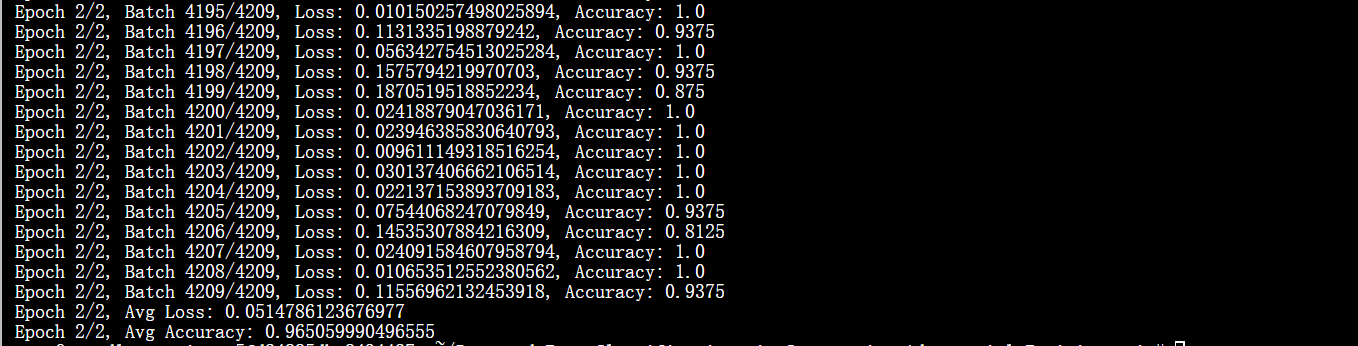 Epoch 2/2, Batch 4195/4209, Loss: 0.010150257498025894, Accuracy: 1.0
Epoch 2/2, Batch 4196/4209, Loss: 0.1131335198879242, Accuracy: 0.9375
Epoch 2/2, Batch 4197/4209, Loss: 0.056342754513025284, Accuracy: 1.0
Epoch 2/2, Batch 4198/4209, Loss: 0.1575794219970703, Accuracy: 0.9375
Epoch 2/2, Batch 4199/4209, Loss: 0.1870519518852234, Accuracy: 0.875
Epoch 2/2, Batch 4200/4209, Loss: 0.02418879047036171, Accuracy: 1.0
Epoch 2/2, Batch 4201/4209, Loss: 0.023946385830640793, Accuracy: 1.0
Epoch 2/2, Batch 4202/4209, Loss: 0.009611149318516254, Accuracy: 1.0
Epoch 2/2, Batch 4203/4209, Loss: 0.030137406662106514, Accuracy: 1.0
Epoch 2/2, Batch 4204/4209, Loss: 0.022137153893709183, Accuracy: 1.0
Epoch 2/2, Batch 4205/4209, Loss: 0.07544068247079849, Accuracy: 0.9375
Epoch 2/2, Batch 4206/4209, Loss: 0.14535307884216309, Accuracy: 0.8125
Epoch 2/2, Batch 4207/4209, Loss: 0.024091584607958794, Accuracy: 1.0
Epoch 2/2, Batch 4208/4209, Loss: 0.010653512552380562, Accuracy: 1.0
Epoch 2/2, Batch 4209/4209, Loss: 0.11556962132453918, Accuracy: 0.9375
Epoch 2/2, Avg Loss: 0.0514786123676977
Epoch 2/2, Avg Accuracy: 0.965059990496555